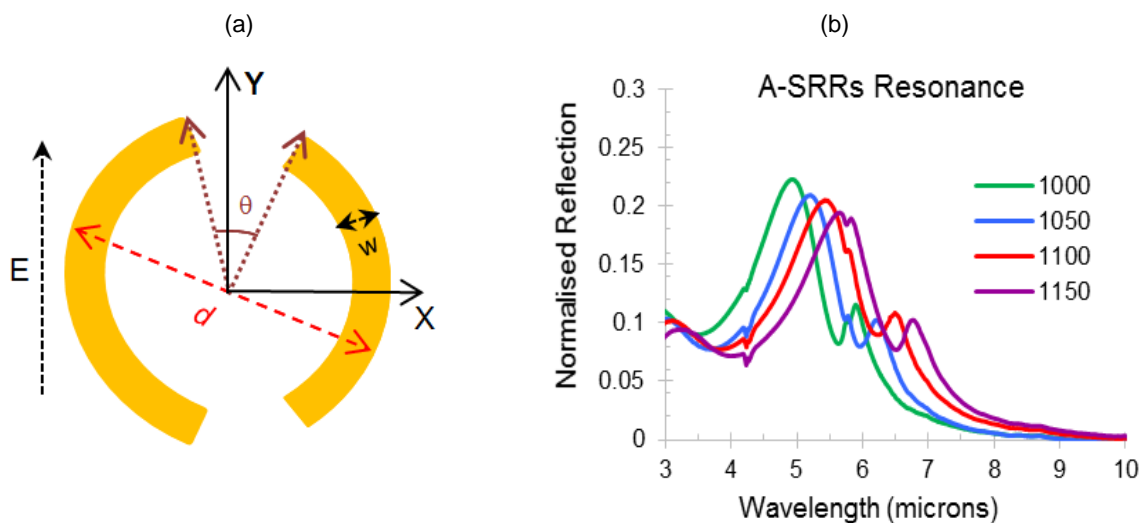 (a)
Y
θ
w
E
X
d
(b)
A-SRRs Resonance
Normalised Reflection
0.3
0.25
0.2
0.15
0.1
0.05
0
1000
1050
1100
1150
3 4 5 6 7 8 9 10
Wavelength (microns)